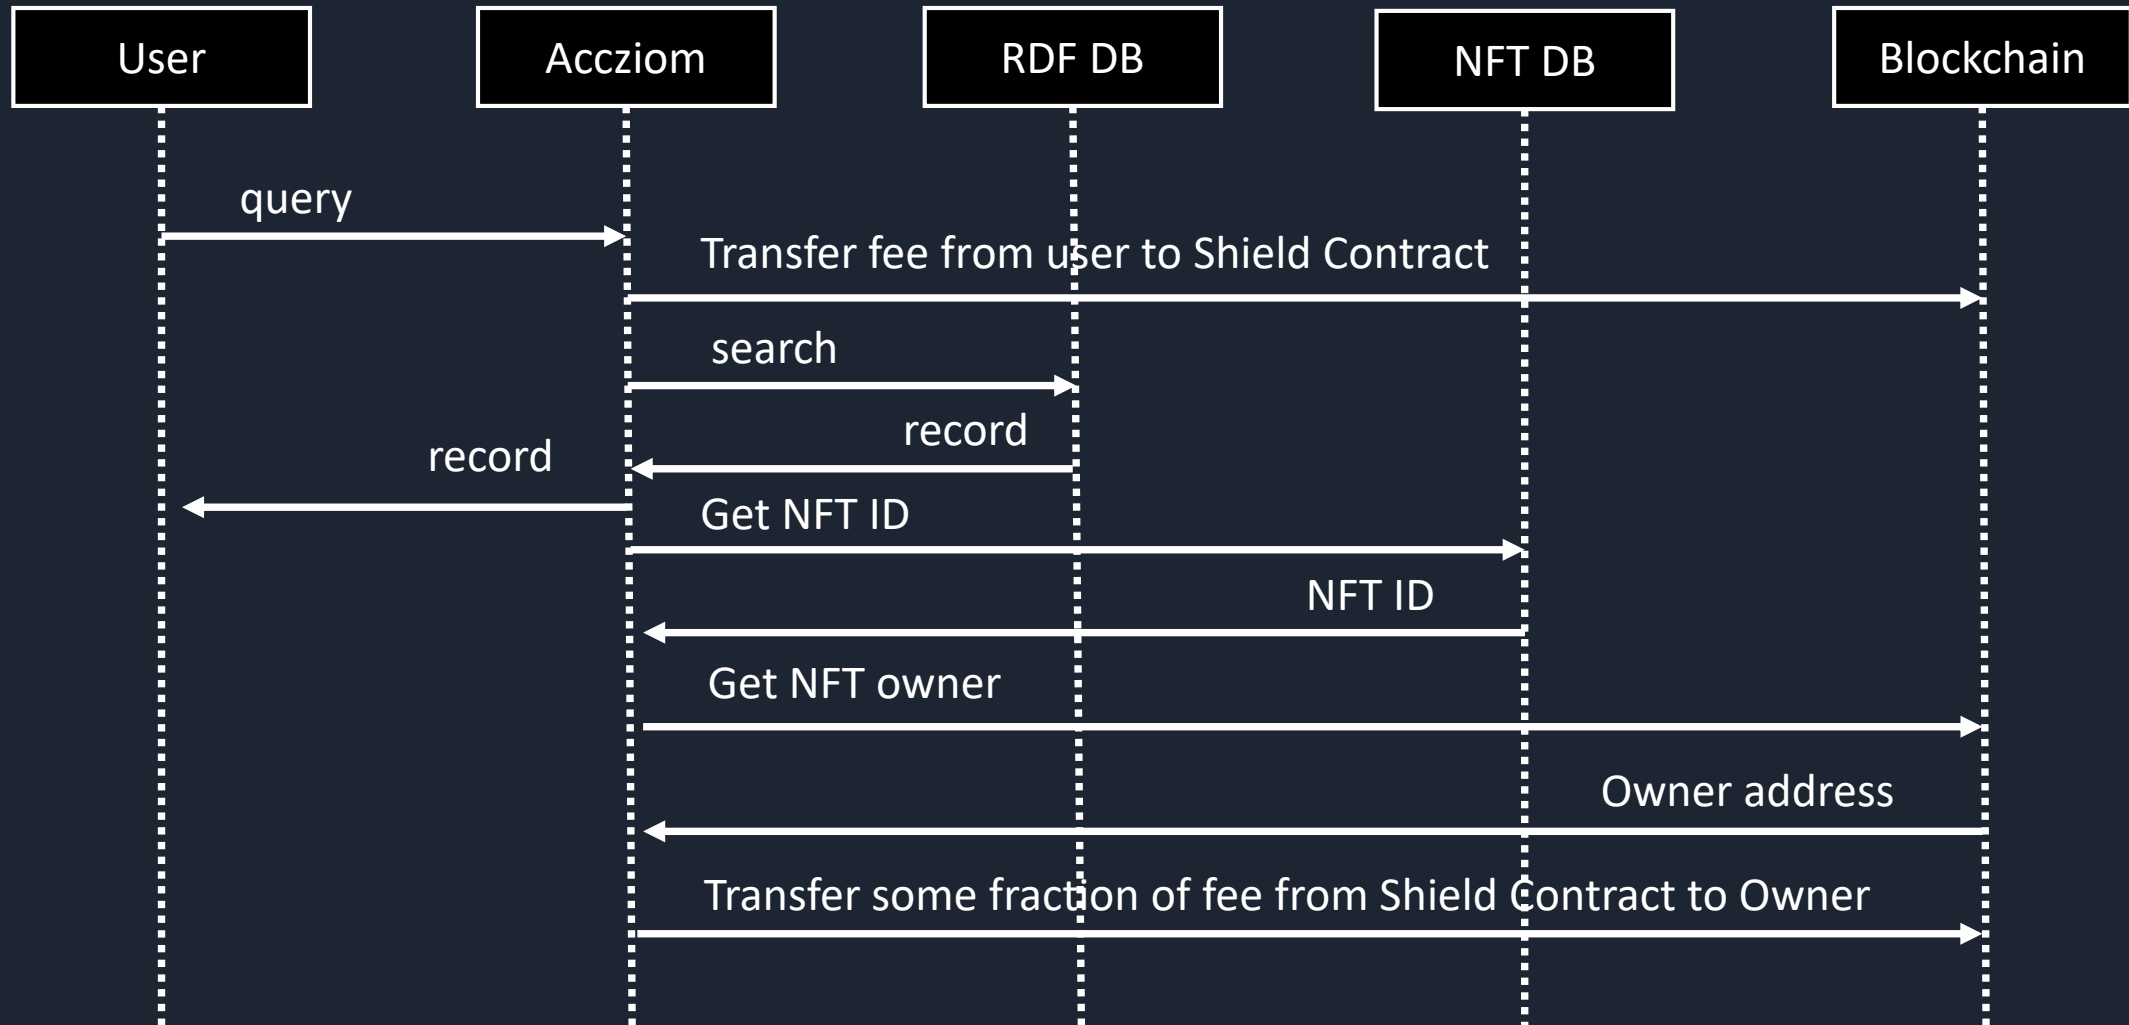 User
Accziom
RDF DB
NFT DB
Blockchain
query
Transfer fee from user to Shield Contract
search
record
record
Get NFT ID
NFT ID
Get NFT owner
Owner address
Transfer some fraction of fee from Shield Contract to Owner